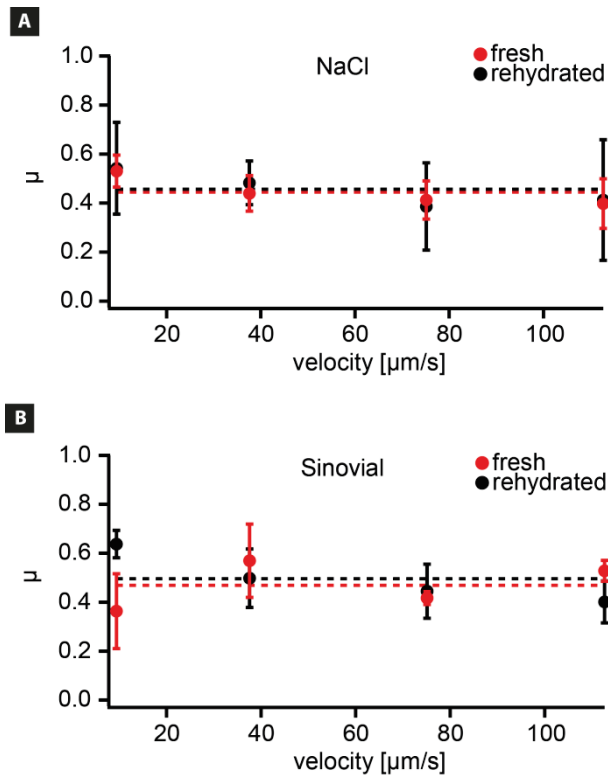 A
NaCl
fresh
rehydrated
1.0
0.8
0.6
0.4
0.2
0.0
µ
20 40 60 80 100
velocity [µm/s]
B
Sinovial
fresh
rehydrated
1.0
0.8
0.6
0.4
0.2
0.0
µ
20 40 60 80 100
velocity [µm/s]